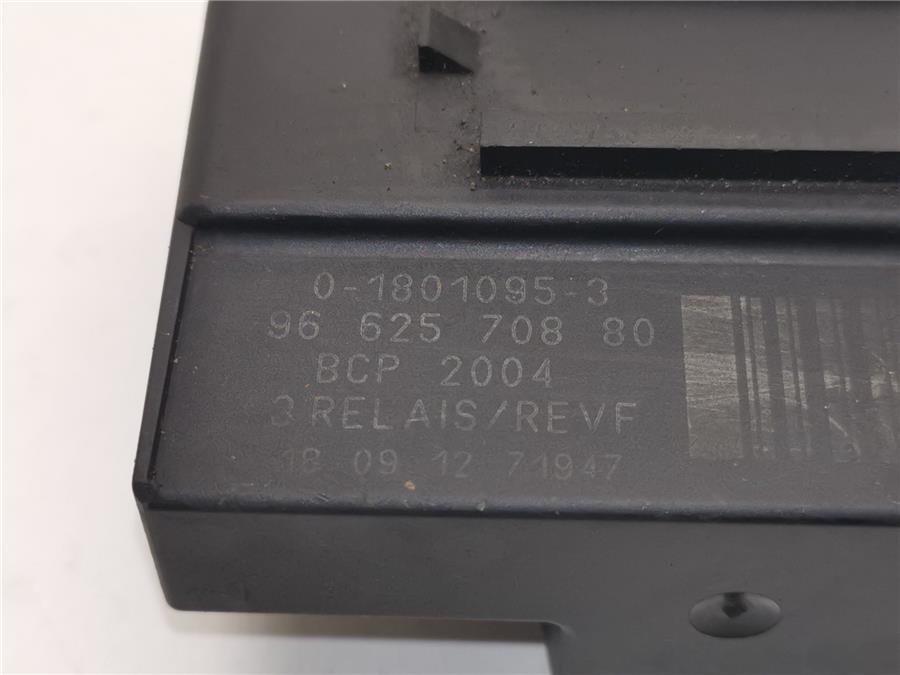 0-1801095-3
96 625 708 80
BCP 2004
3 RELAIS/REVF
18 09 12 71947